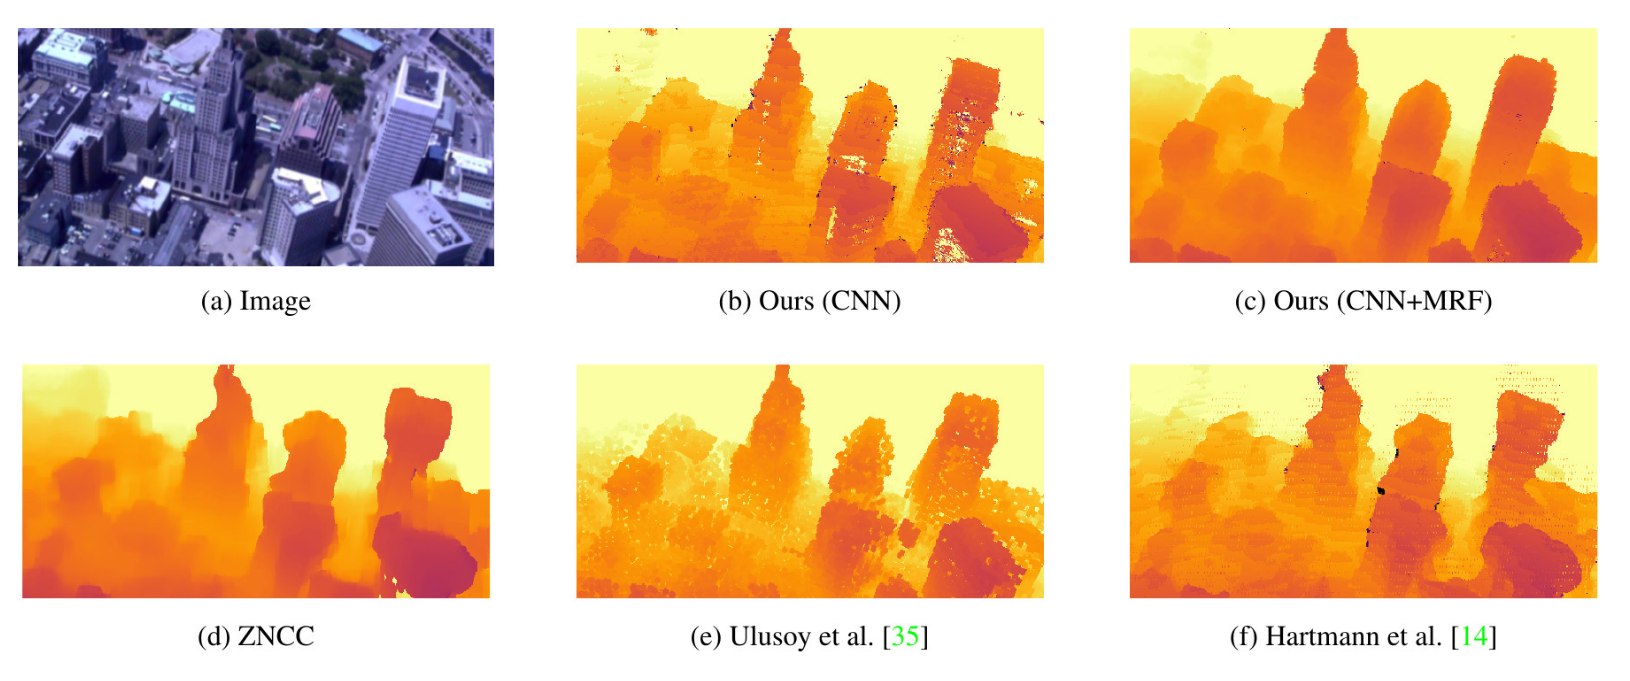 (a) Image
(b) Ours (CNN)
(c) Ours (CNN+MRF)
(d) ZNCC
(e) Ulusoy et al. [35]
(f) Hartmann et al. [14]